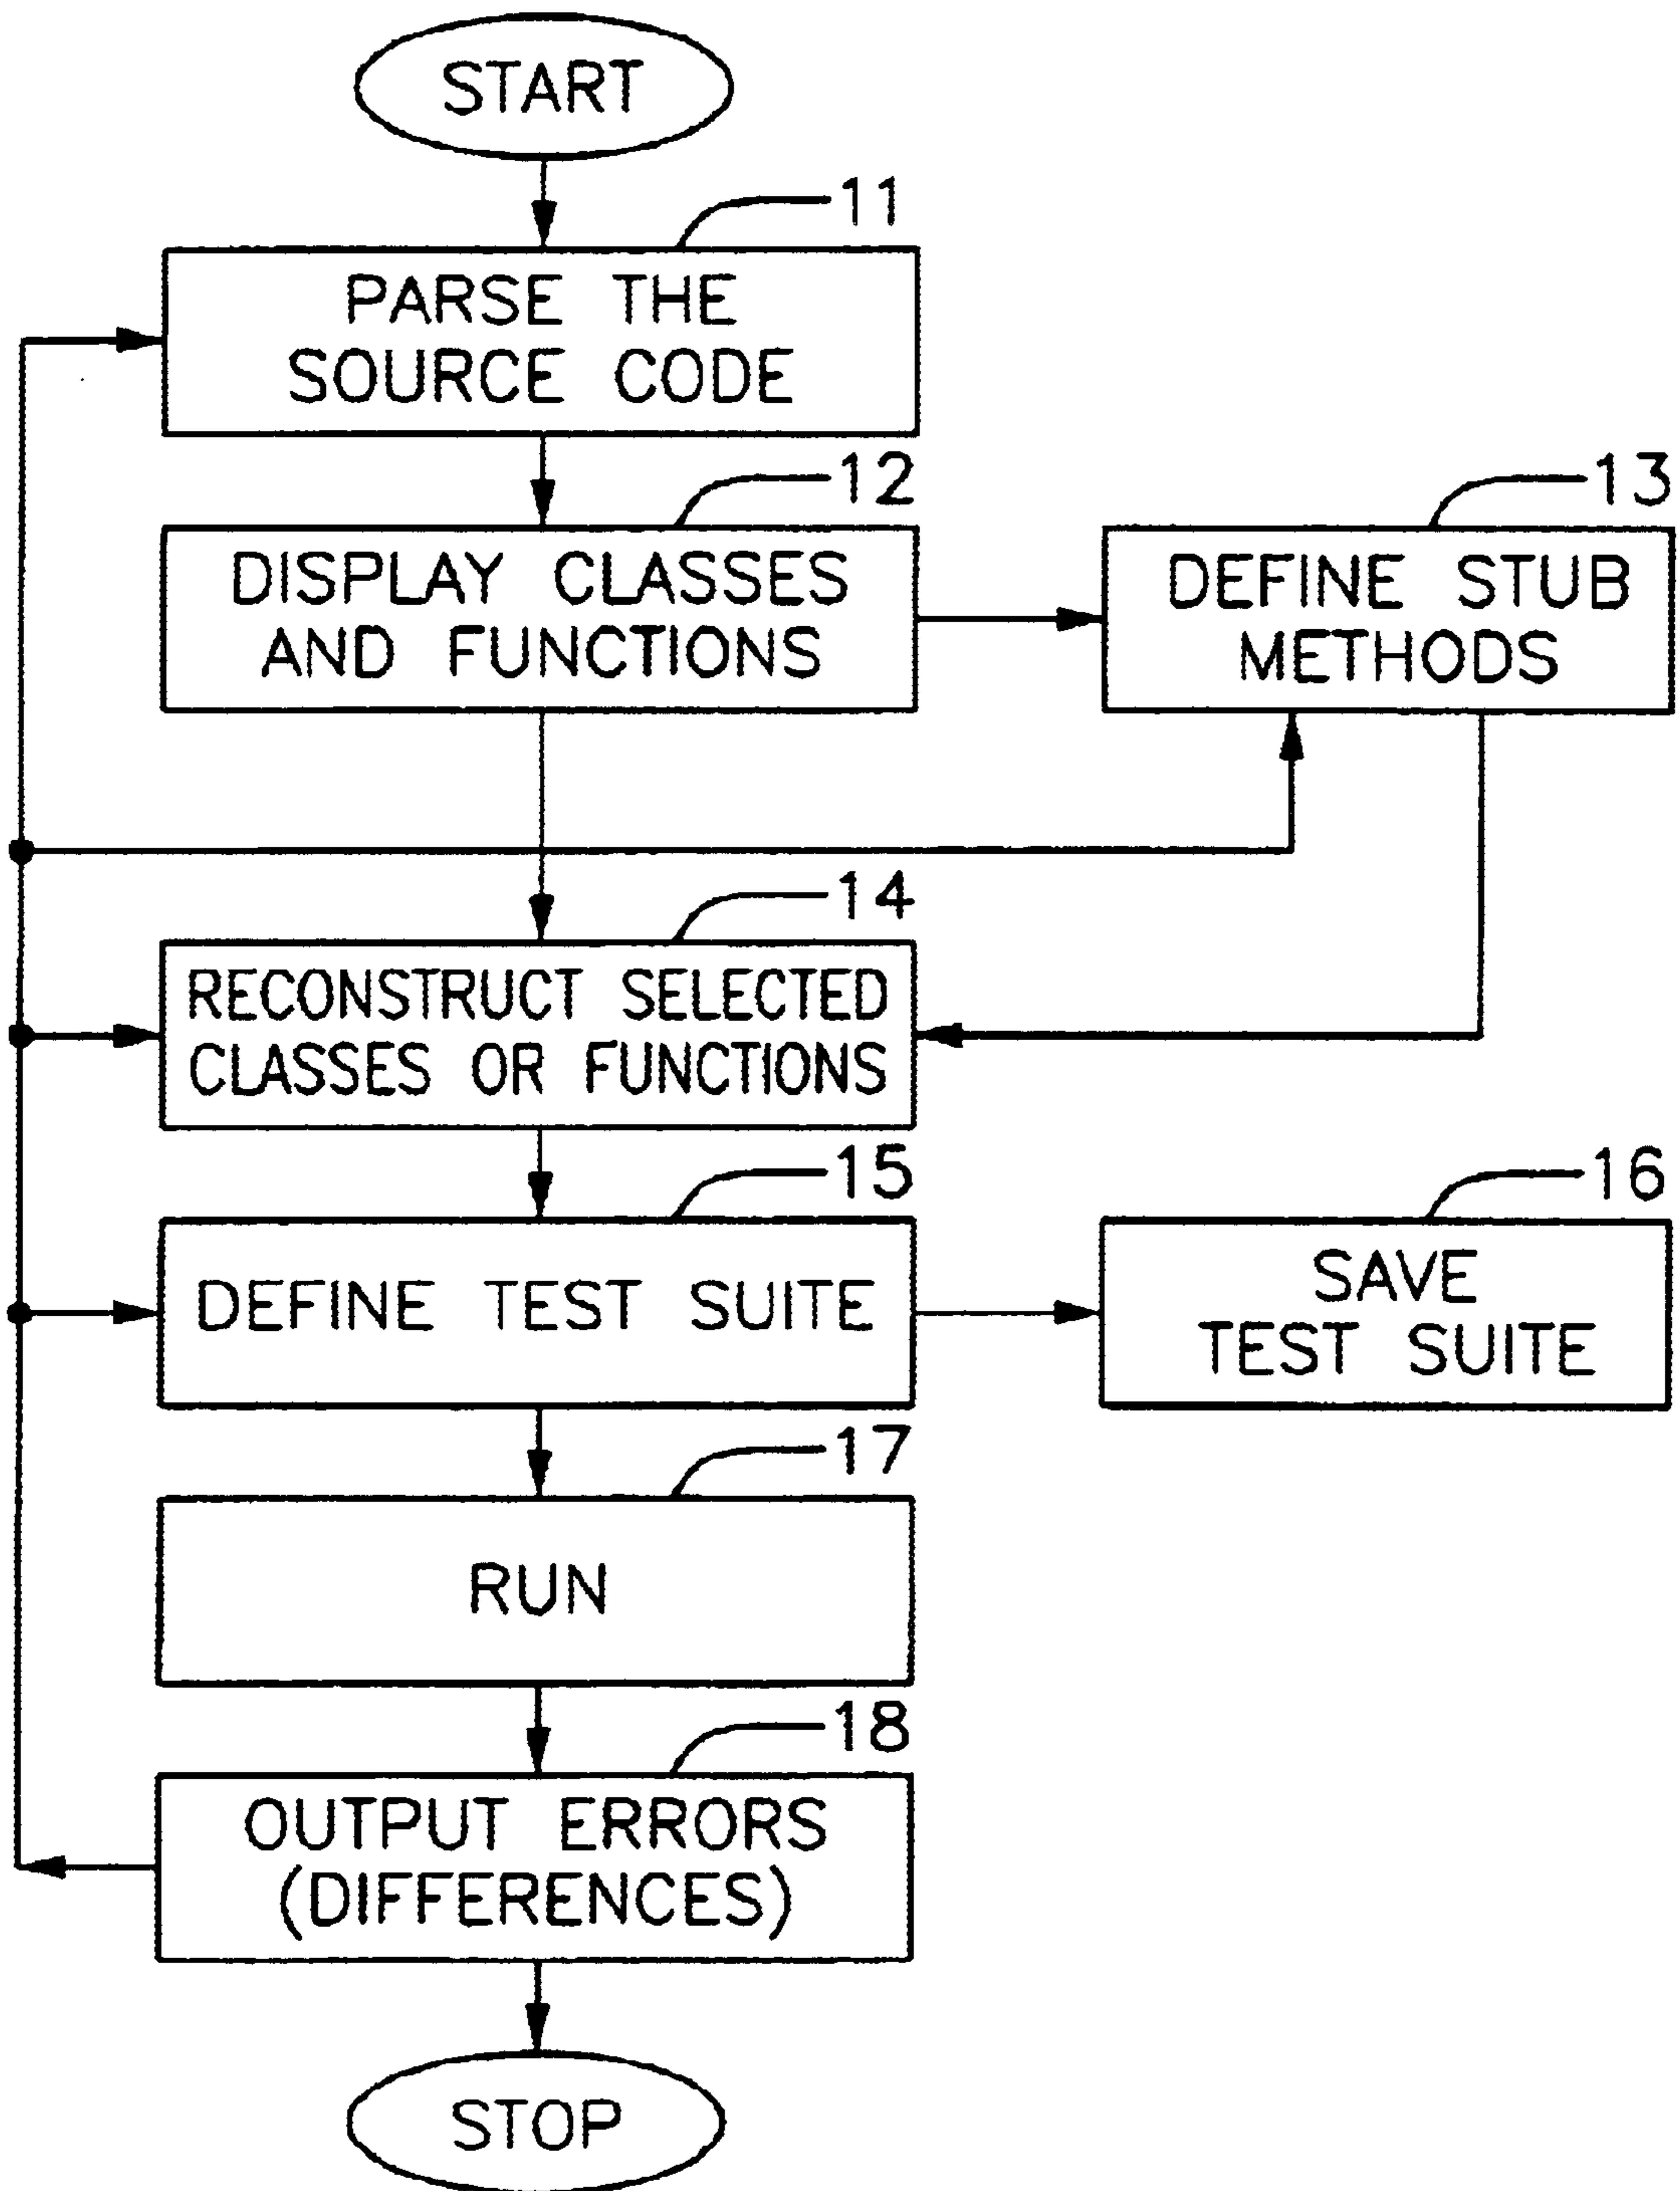 START
11
PARSE THE
SOURCE CODE
12
DISPLAY CLASSES
AND FUNCTIONS
13
DEFINE STUB
METHODS
14
RECONSTRUCT SELECTED
CLASSES OR FUNCTIONS
15
DEFINE TEST SUITE
16
SAVE
TEST SUITE
17
RUN
18
OUTPUT ERRORS
(DIFFERENCES)
STOP